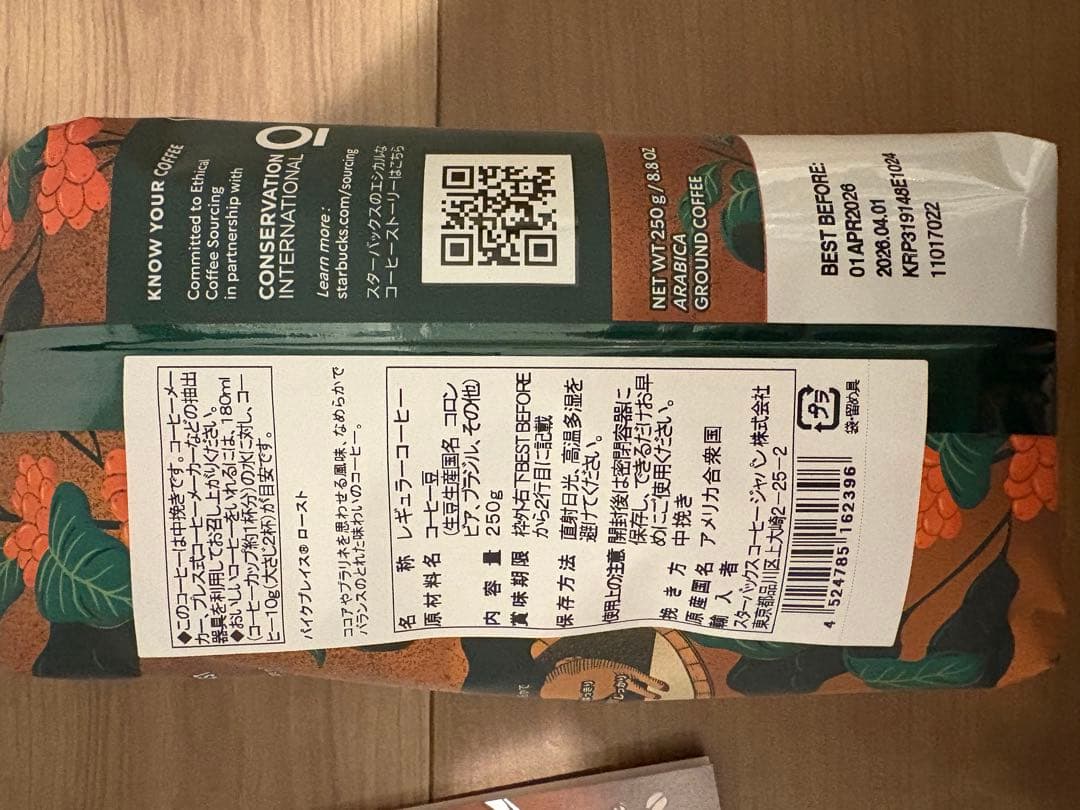 KNOW YOUR COFFEE
Committed to Ethical
Coffee Sourcing
in partnership with
CONSERVATION
INTERNATIONAL
Learn more:
starbucks.com/sourcing
スターバックスのエシカルな
コーヒーストーリーはこちら
NET WT 250 g / 8.8 OZ
ARABICA
GROUND COFFEE
BEST BEFORE:
01APR2026
2026.04.01
KRP319148E1024
11017022
◆このコーヒーは中挽きです。コーヒーメー
カー、プレス式コーヒーメーカーなどの抽出
器具を利用してお召し上がりください。
◆おいしいコーヒーをいれるには、180ml
(コーヒーカップ約1杯分)の水に対し、コー
ヒー10g(大さじ2杯)が目安です。
パイクプレイス® ロースト
ココアやプラリネを思わせる風味、なめらかで
バランスのとれた味わいのコーヒー。
名 称 レギュラーコーヒー
原材料名 コーヒー豆
(生豆生産国名 コロン
ビア、ブラジル、その他)
内容量 250g
賞味期限 枠外右下BEST BEFORE
から2行目に記載
保存方法 直射日光、高温多湿を
避けてください。
使用上の注意 開封後は密閉容器に
保存し、できるだけお早
めにご使用ください。
挽き方 中挽き
原産国名 アメリカ合衆国
輸入者
スターバックス コーヒー ジャパン 株式会社
東京都品川区上大崎2-25-2
4 524785 162396
プラ
袋・留め具
しっかり